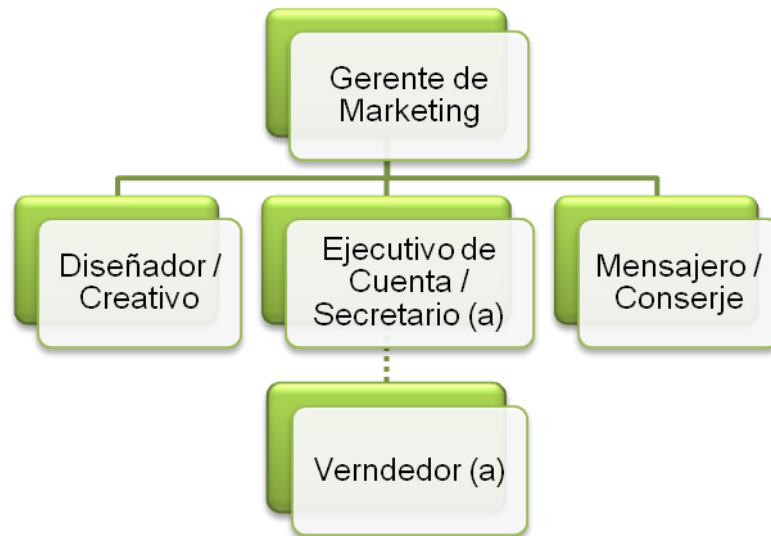 Gerente de
Marketing
Diseñador /
Creativo
Ejecutivo de
Cuenta /
Secretario (a)
Mensajero /
Conserje
Verndedor (a)